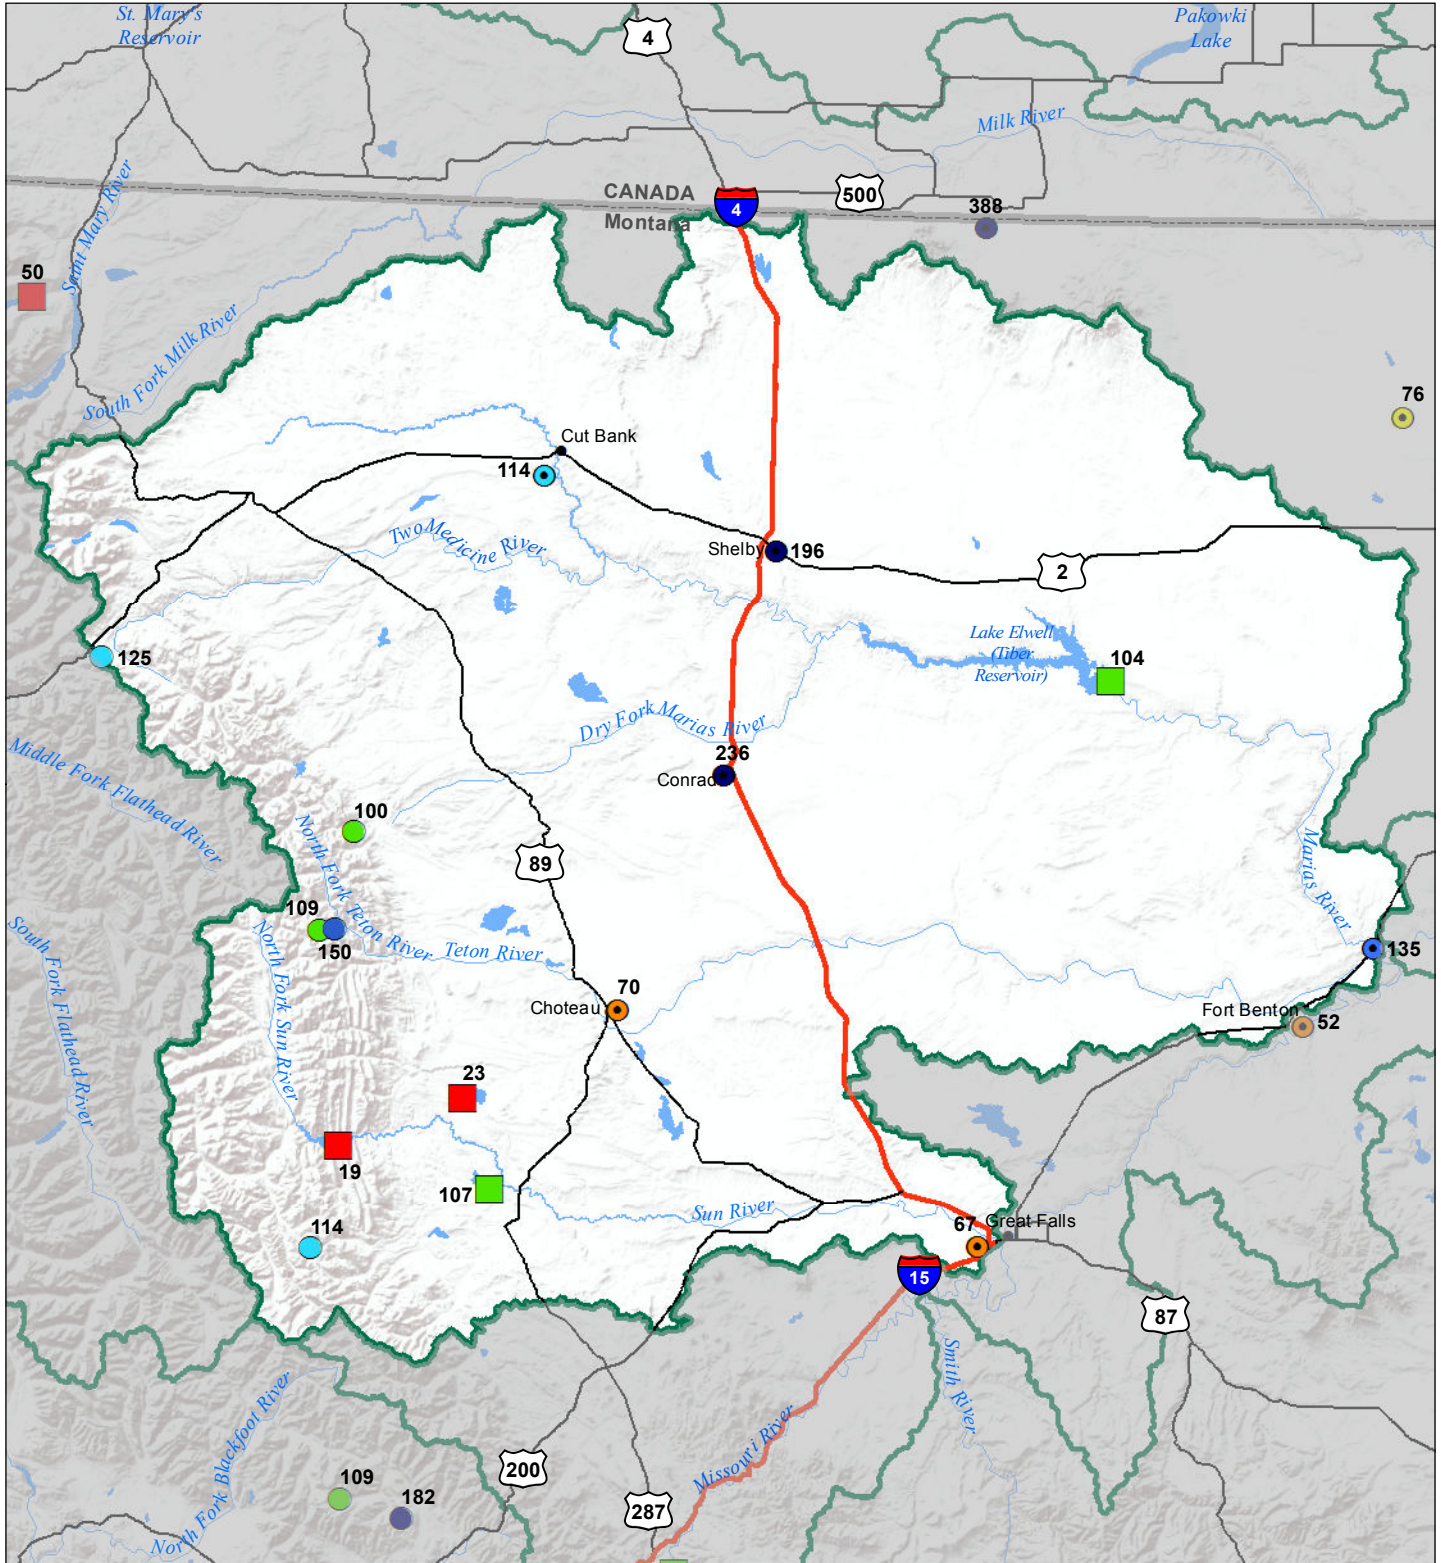 St. Mary's
Reservoir
4
Pakowki
Lake
Milk River
CANADA
Montana
4
500
388
Saint Mary River
50
South Fork Milk River
76
Cut Bank
114
Two Medicine River
Shelby
196
2
125
Lake Elwell
(Tiber
Reservoir)
104
Dry Fork Marias River
236
Conrad
Middle Fork Flathead River
100
89
Marias River
North Fork Teton River
109
150
Teton River
135
South Fork Flathead River
North Fork Sun River
70
Choteau
Fort Benton
52
23
19
107
Sun River
114
67
Great Falls
15
87
Smith River
Missouri River
North Fork Blackfoot River
200
109
182
287